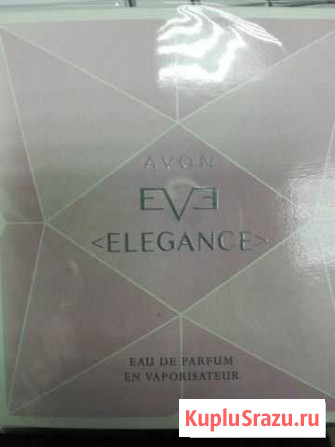 AVON
EVE
<ELEGANCE>
EAU DE PARFUM
EN VAPORISATEUR
KupluSrazu.ru